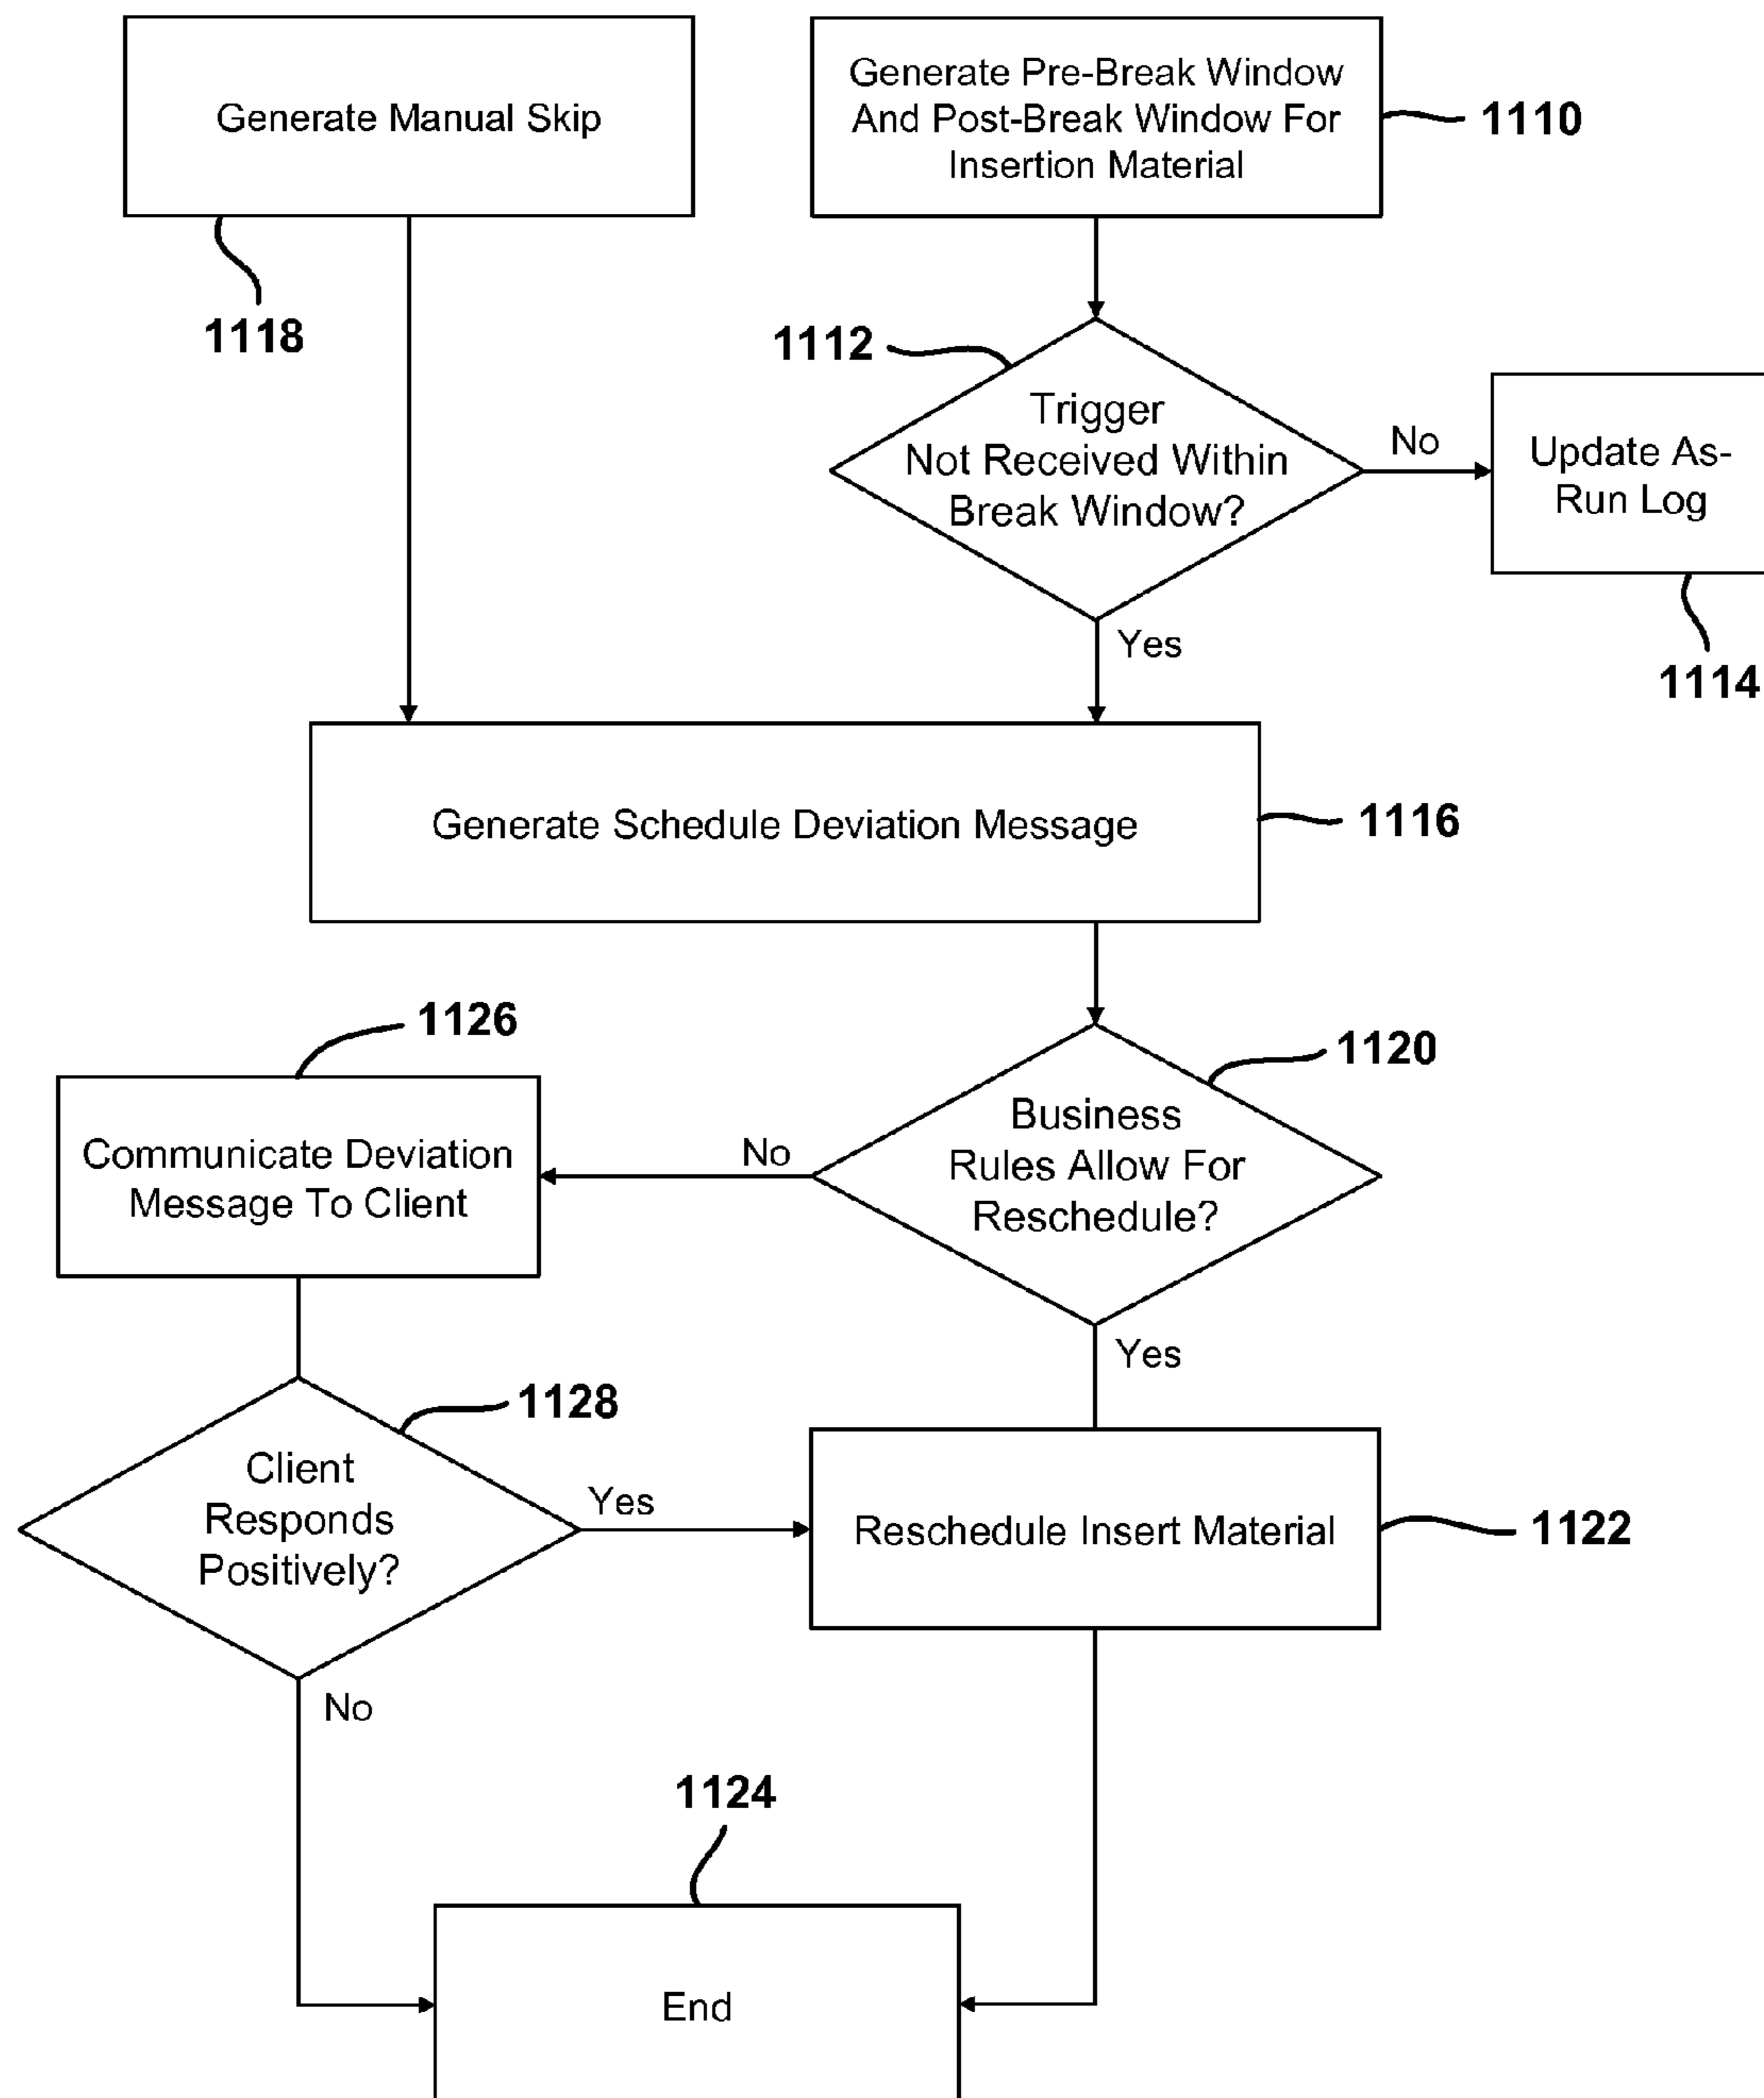 Generate Manual Skip
1118
Generate Pre-Break Window
And Post-Break Window For
Insertion Material
1110
1112
Trigger
Not Received Within
Break Window?
No
Update As-
Run Log
1114
Yes
Generate Schedule Deviation Message
1116
1120
Business
Rules Allow For
Reschedule?
No
1126
Communicate Deviation
Message To Client
Yes
1128
Client
Responds
Positively?
Yes
Reschedule Insert Material
1122
No
1124
End